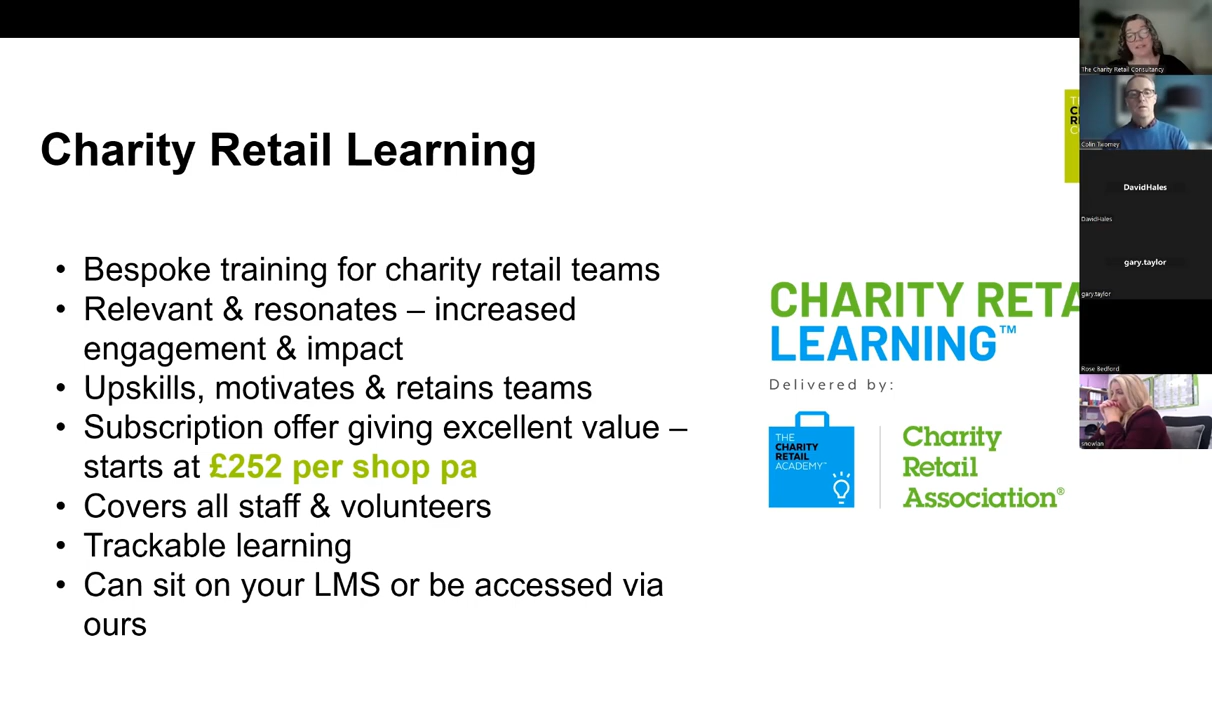 Charity Retail Learning
• Bespoke training for charity retail teams
• Relevant & resonates – increased
engagement & impact
• Upskills, motivates & retains teams
• Subscription offer giving excellent value –
starts at £252 per shop pa
• Covers all staff & volunteers
• Trackable learning
• Can sit on your LMS or be accessed via
ours
CHARITY RETA
LEARNING™
Delivered by:
THE
CHARITY
RETAIL
ACADEMY™
Charity
Retail
Association®
The Charity Retail Consultancy
Colin Twomey
DavidHales
DavidHales
gary.taylor
gary.taylor
Rose Bedford
snowlan